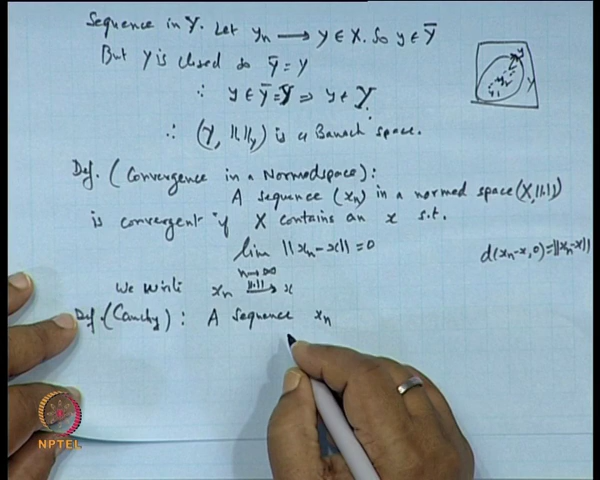 Sequence in Y. Let yn ⟶ y ∈ X. So y ∈ Ȳ
But Y is closed so Ȳ = Y
∴ y ∈ Ȳ = Y ⇒ y ∈ Y.
∴ (Y, ||.||_Y) is a Banach space.
Def. (Convergence in a Normed space):
A sequence (xn) in a normed space (X, ||.||)
is convergent if X contains an x s.t.
lim ||xn - x|| = 0
n→∞
d(xn - x, 0) = ||xn - x||
We write xn ⟶ x
||.||
Def. (Cauchy): A sequence xn
Y
NPTEL